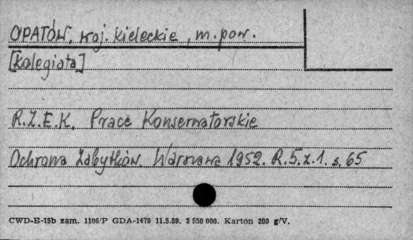 OPATÓW, woj. kieleckie, m. pow.
[kolegiata]
R.Z.E.K. Prace Konserwatorskie
Ochrona Zabytków. Warszawa 1952. R.5.z.1. s.65
CWD-B-15b zam. 1106/P GDA-1479 11.5.59. 2 550 000. Karton 200 g/V.